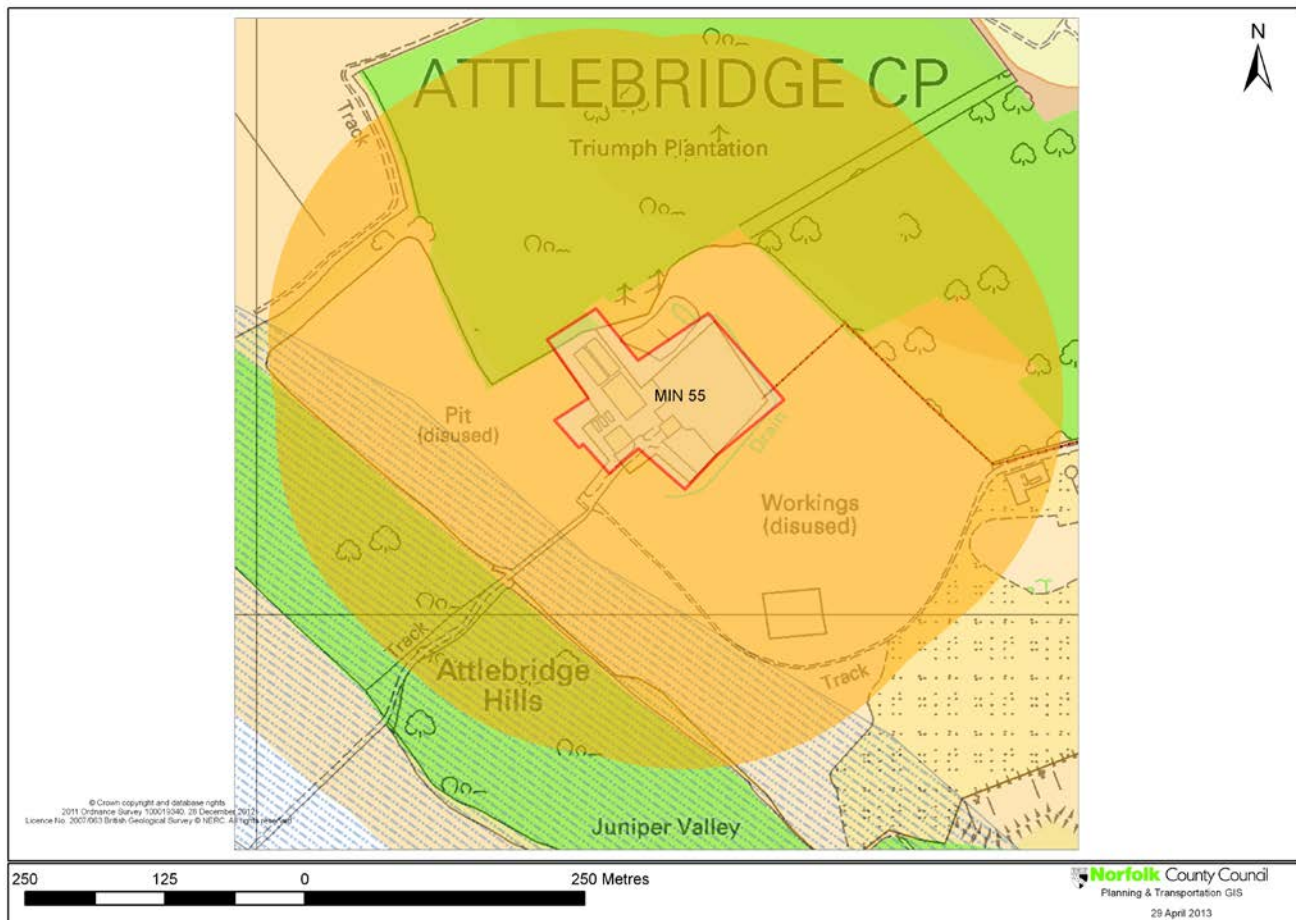 N
ATTLEBRIDGE CP
Track
Triumph Plantation
MIN 55
Pit
(disused)
Drain
Workings
(disused)
Track
Attlebridge
Hills
Track
Juniper Valley
© Crown copyright and database rights
2011 Ordnance Survey 100019340, 28 December 2012
Licence No. 2007/063 British Geological Survey © NERC. All rights reserved
250 125 0 250 Metres
Norfolk County Council
Planning & Transportation GIS
29 April 2013